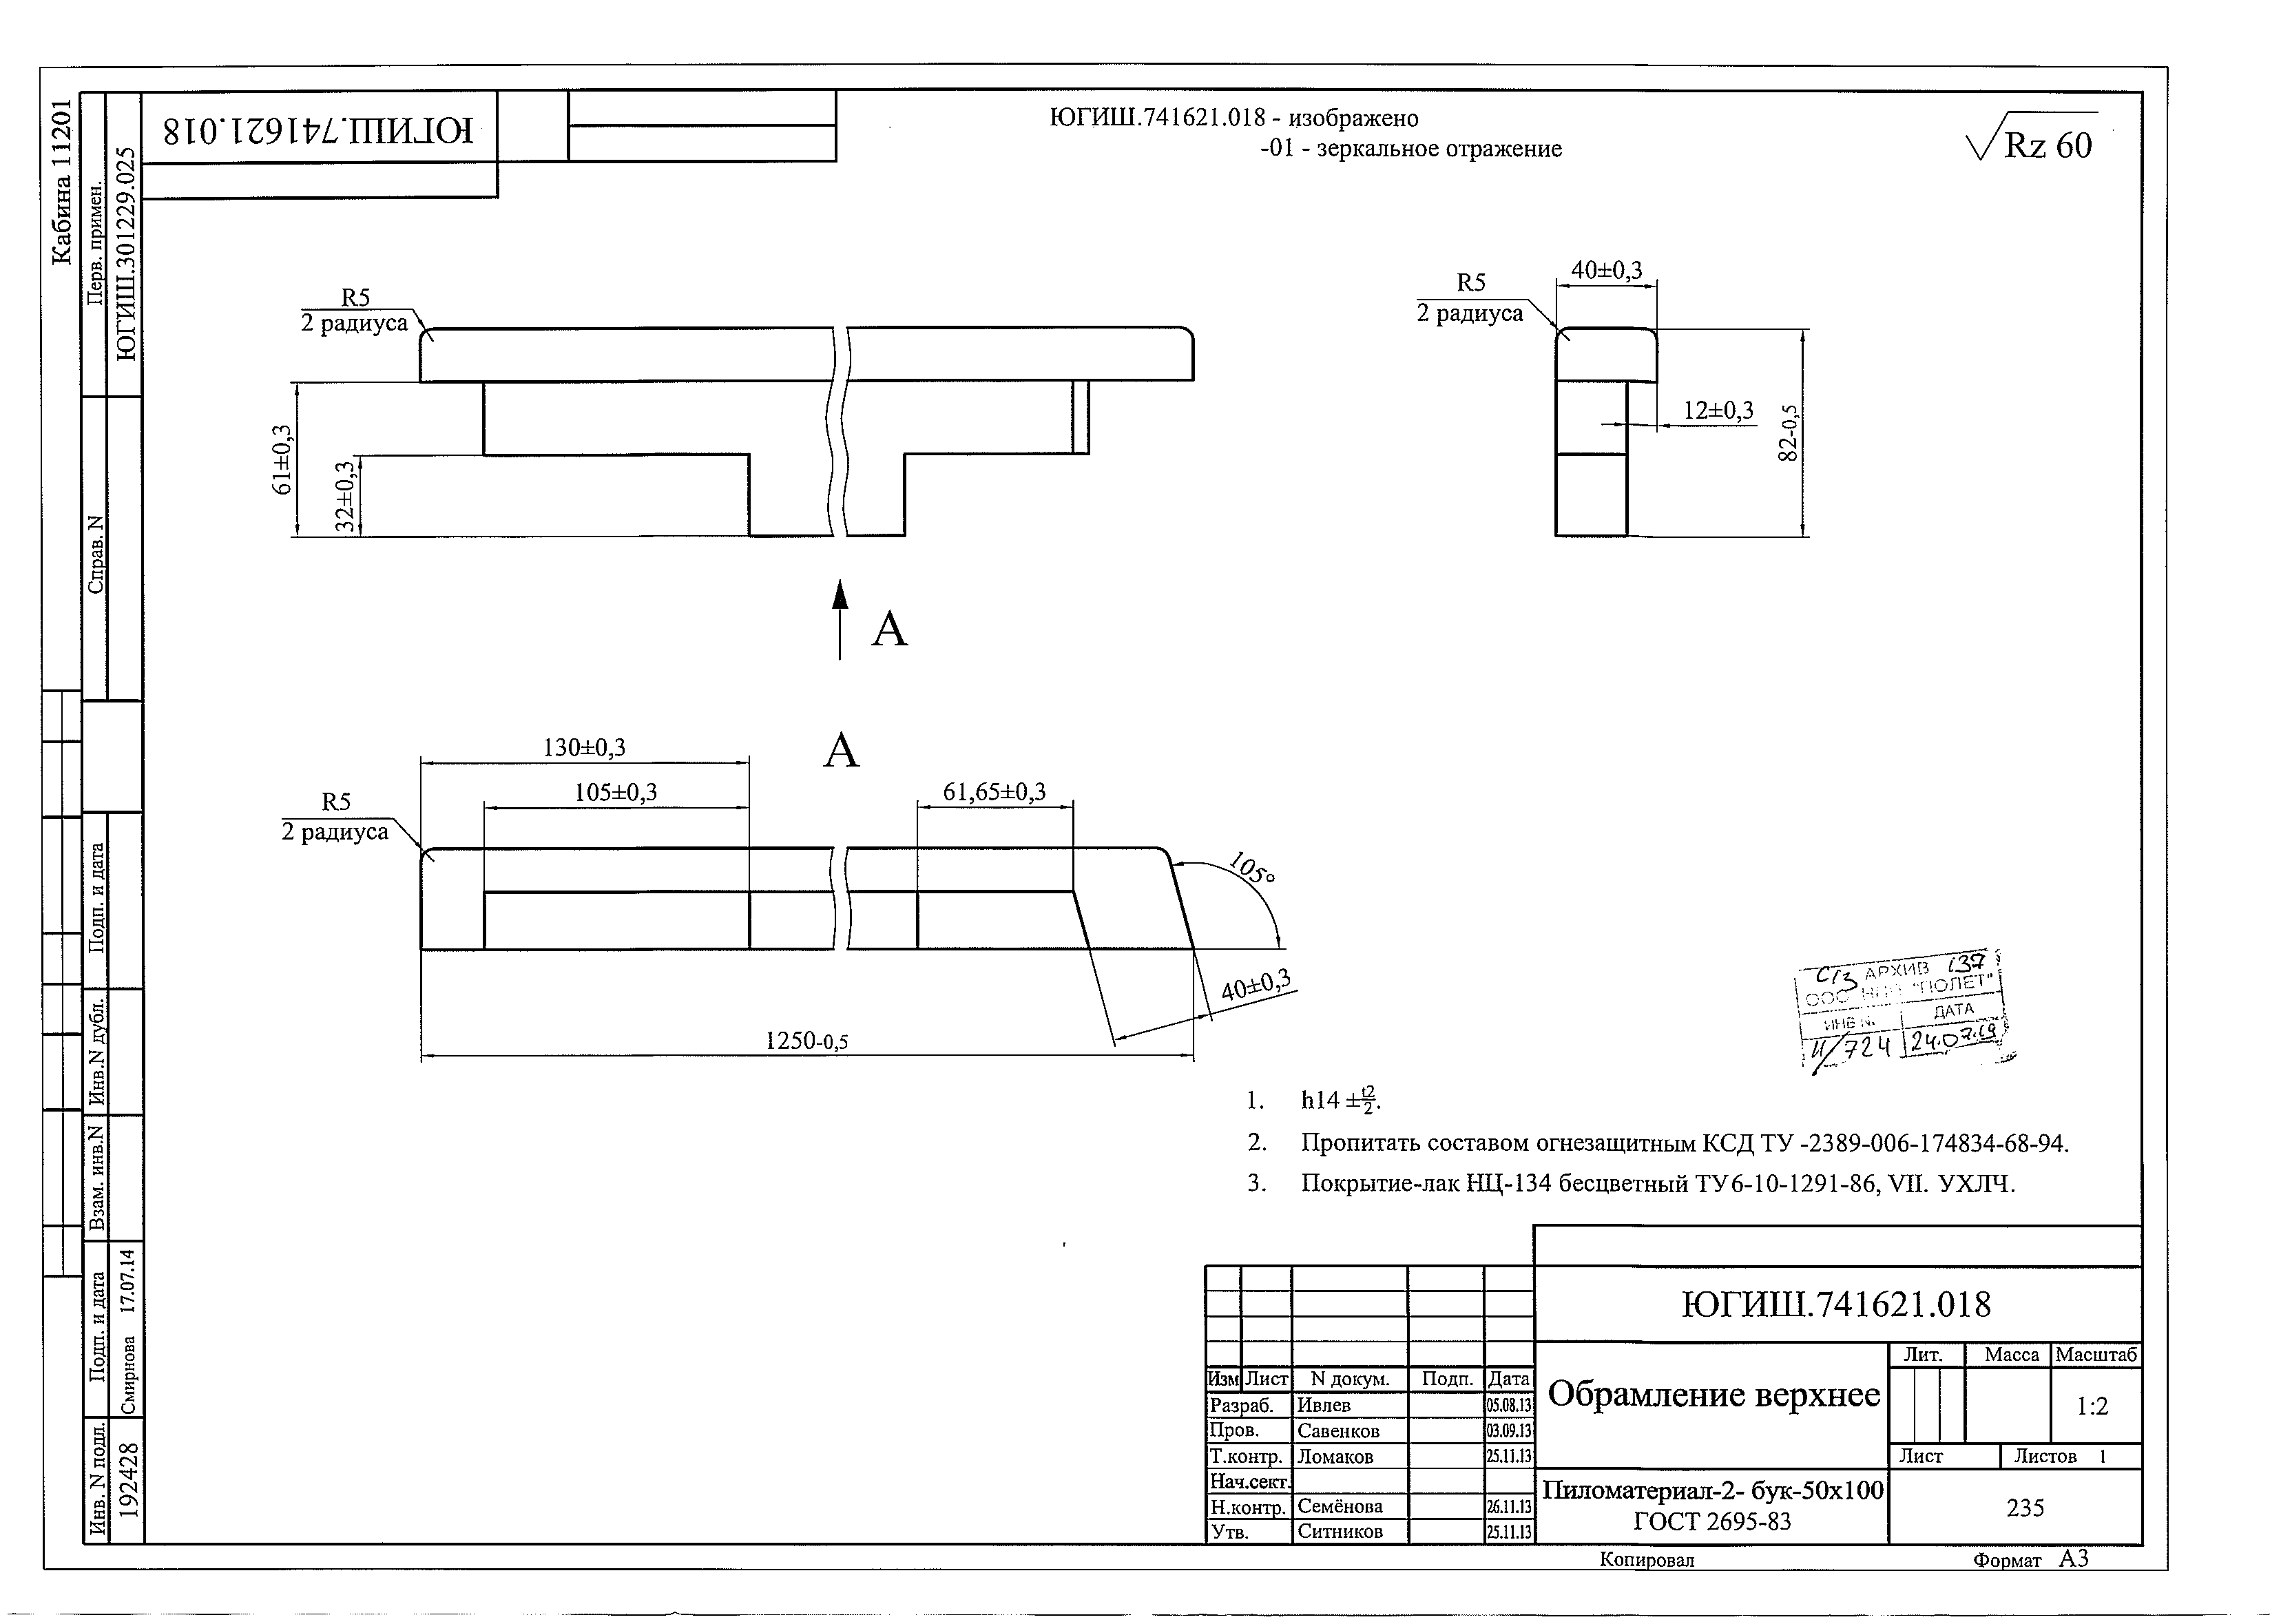 Кабина 11201
Перв. примен.
ЮГИШ.301229.025
Справ. N
Подп. и дата
Инв.N дубл.
Взам. инв.N
Подп. и дата
Смирнова 17.07.14
Инв. N подл.
192428
ЮГИШ.741621.018
ЮГИШ.741621.018 - изображено
-01 - зеркальное отражение
Rz 60
R5
2 радиуса
61±0,3
32±0,3
R5
2 радиуса
40±0,3
12±0,3
82-0,5
А
А
130±0,3
105±0,3
61,65±0,3
R5
2 радиуса
105°
40±0,3
1250-0,5
С/з АРХИВ 137
ООО НПП "ПОЛЕТ"
ИНВ N. ДАТА
И/724 24.07.19
1. h14 ±t2/2.
2. Пропитать составом огнезащитным КСД ТУ -2389-006-174834-68-94.
3. Покрытие-лак НЦ-134 бесцветный ТУ6-10-1291-86, VII. УХЛЧ.
ЮГИШ.741621.018
Изм Лист N докум. Подп. Дата
Разраб. Ивлев 05.08.13
Пров. Савенков 03.09.13
Т.контр. Ломаков 25.11.13
Нач.сект.
Н.контр. Семёнова 26.11.13
Утв. Ситников 25.11.13
Обрамление верхнее
Лит. Масса Масштаб
1:2
Лист Листов 1
Пиломатериал-2- бук-50х100
ГОСТ 2695-83
235
Копировал Формат А3